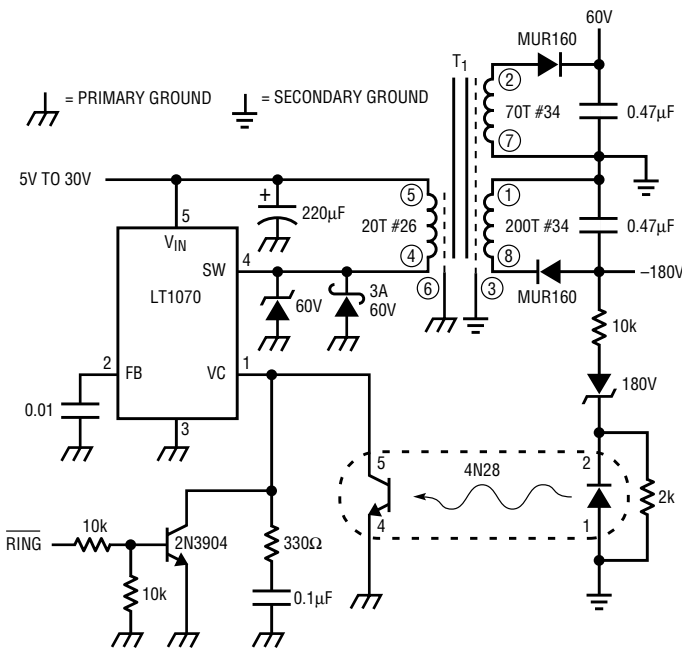 60V
MUR160
T1
= PRIMARY GROUND
= SECONDARY GROUND
2
70T #34
0.47µF
7
5V TO 30V
5
1
+
220µF
20T #26
200T #34
0.47µF
5
VIN
SW
4
4
8
–180V
LT1070
60V
3A
60V
6
3
MUR160
10k
2
FB
VC
1
180V
0.01
3
5
4N28
2
2k
4
1
RING
10k
2N3904
330Ω
10k
0.1µF